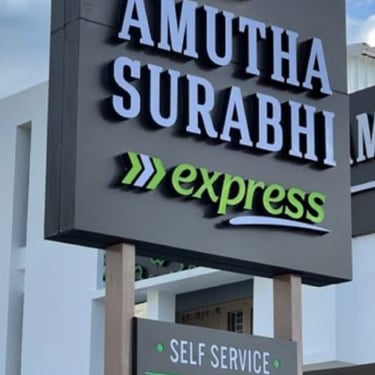 AMUTHA
SURABHI
express
• SELF SERVICE •